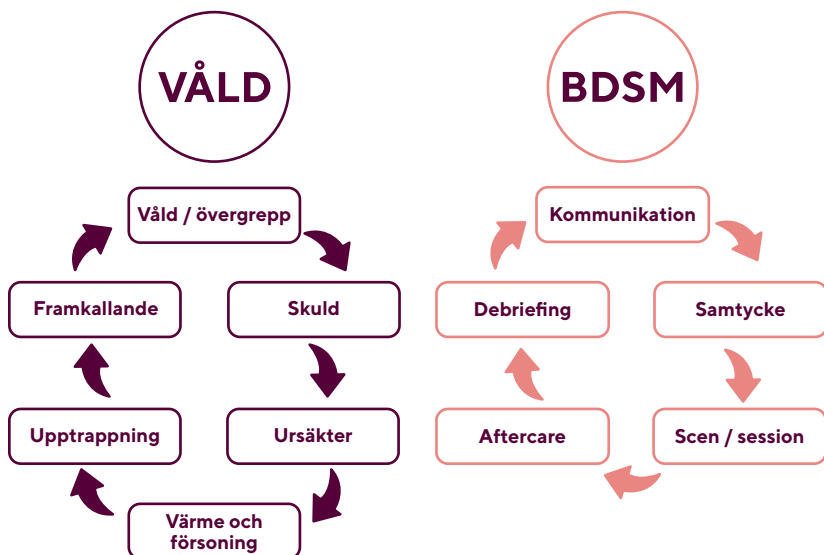 VÅLD
Våld / övergrepp
Framkallande
Skuld
Upptrappning
Ursäkter
Värme och
försoning
BDSM
Kommunikation
Debriefing
Samtycke
Aftercare
Scen / session